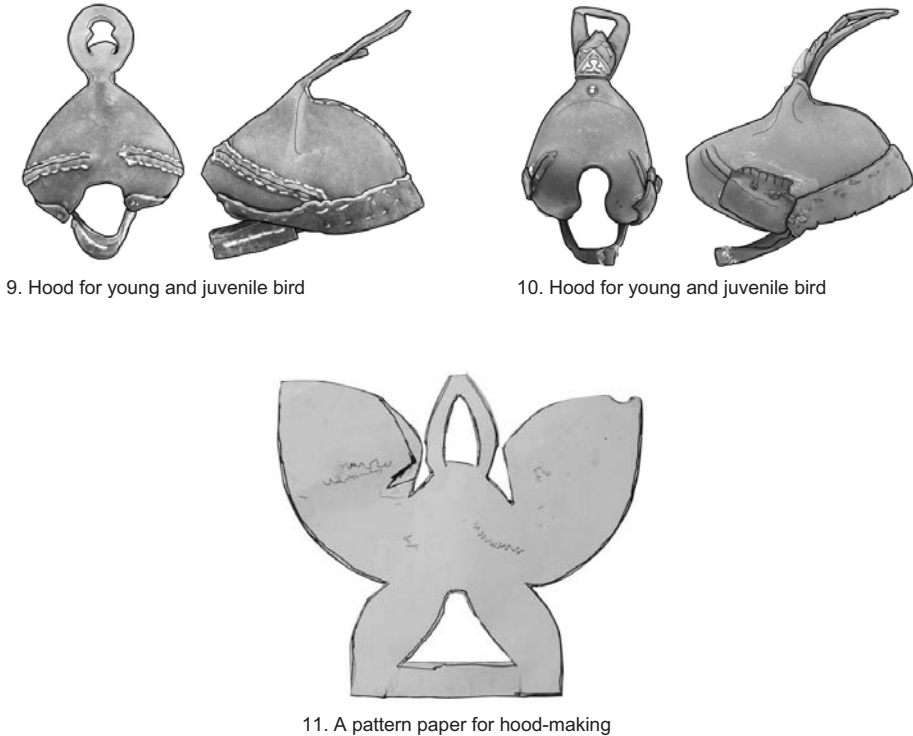 9. Hood for young and juvenile bird
10. Hood for young and juvenile bird
11. A pattern paper for hood-making